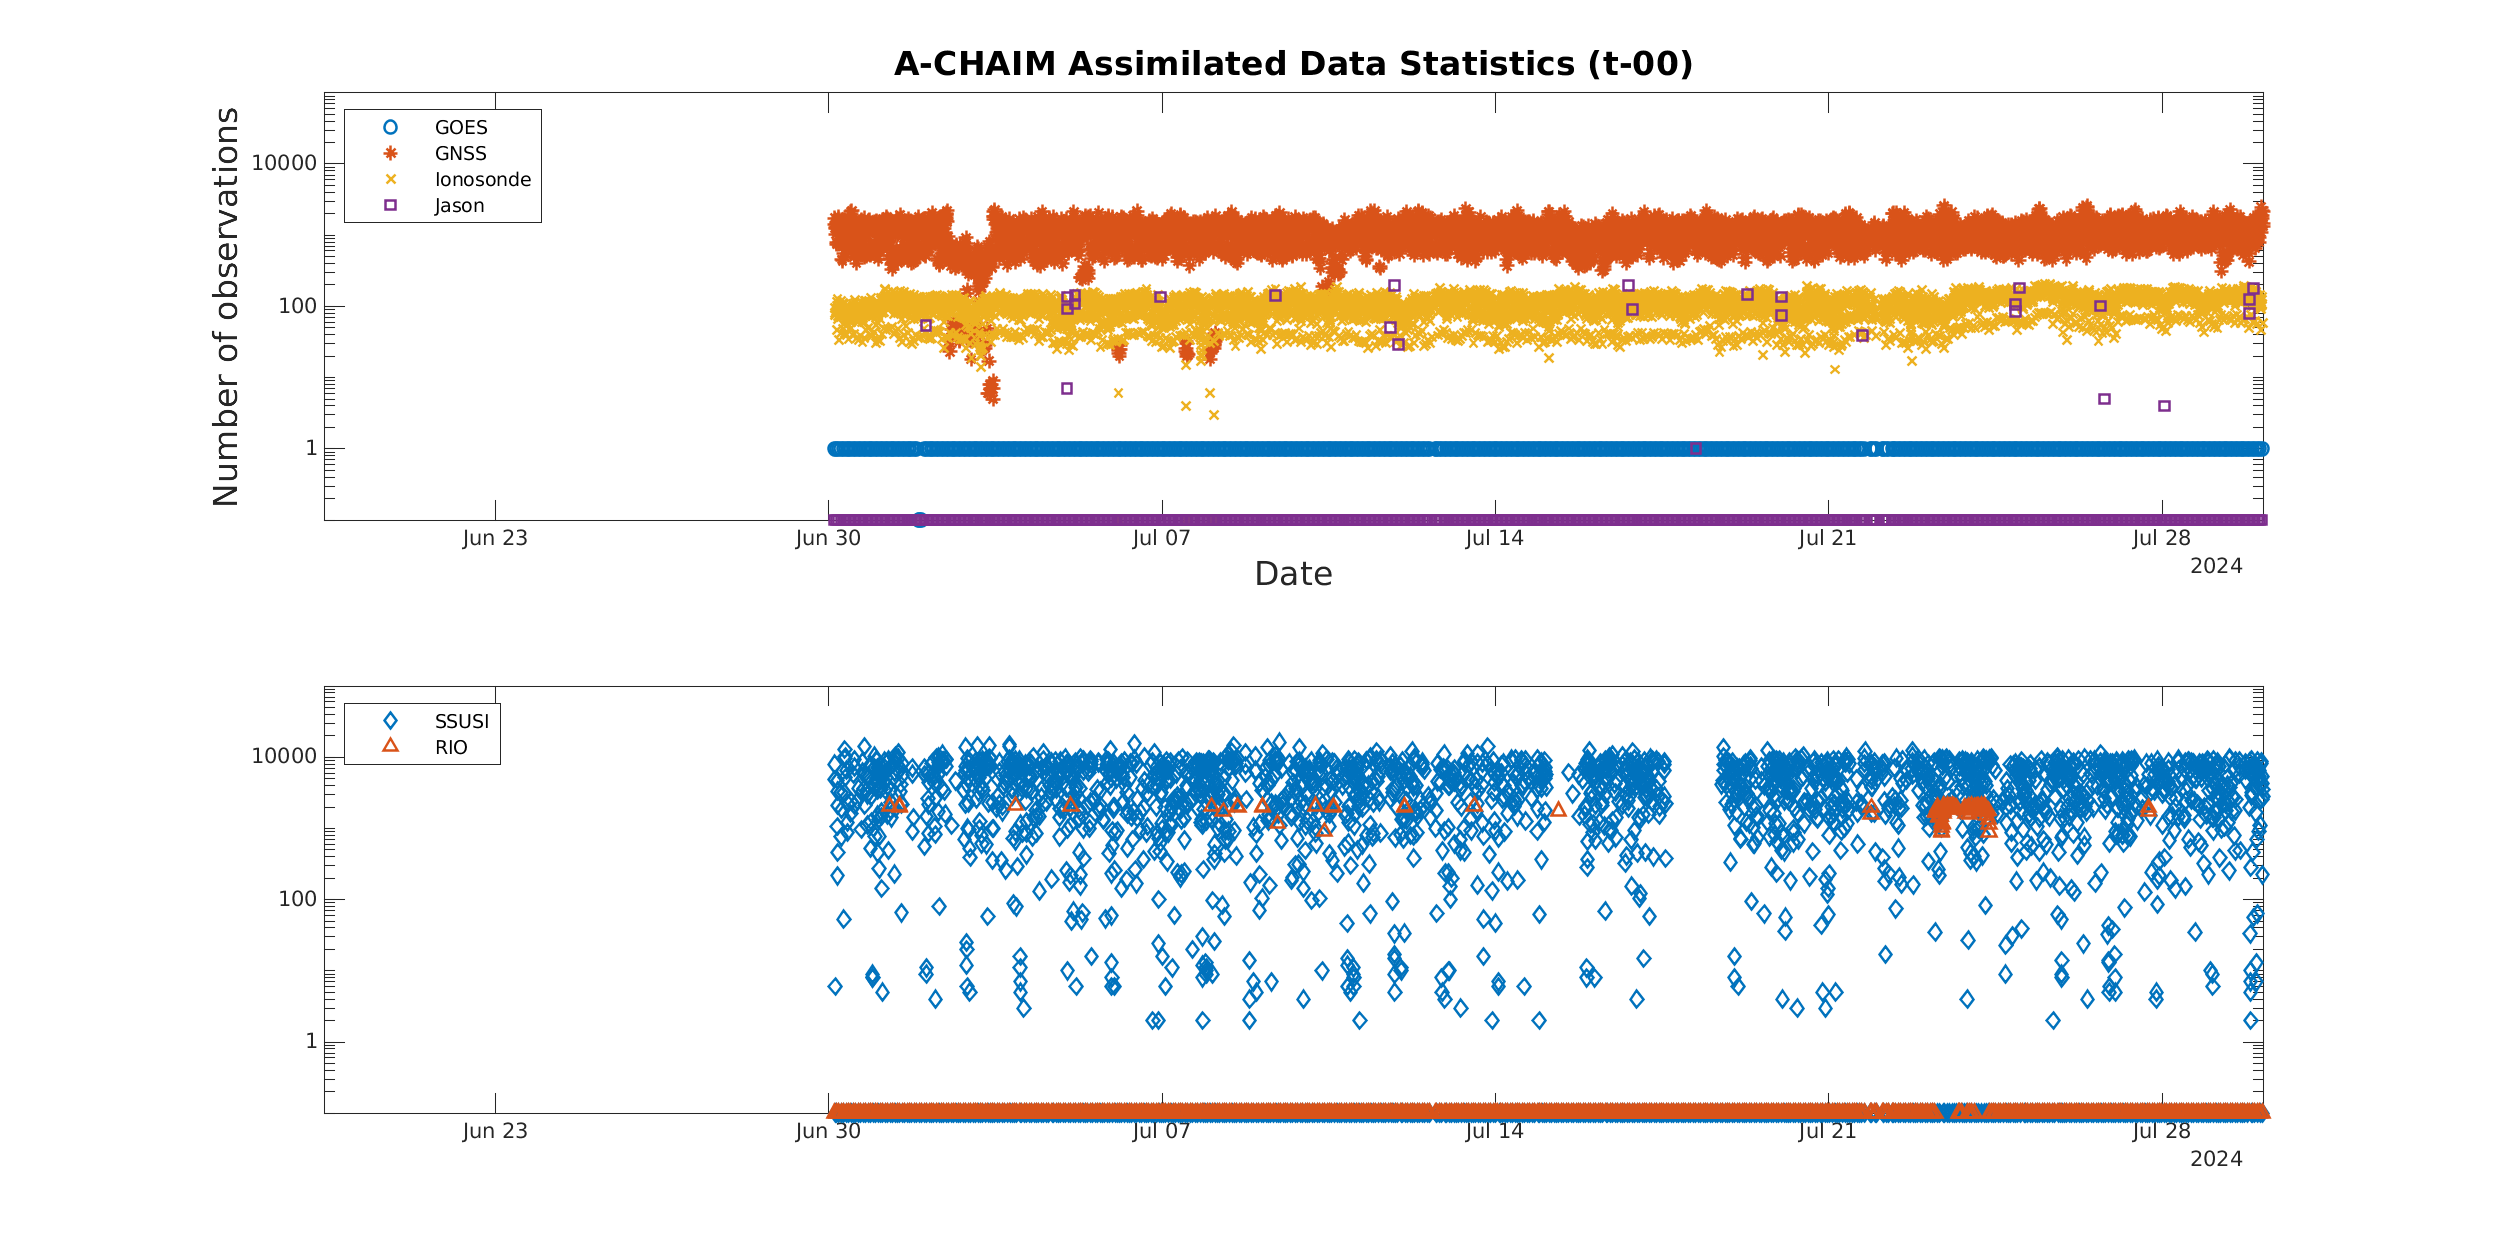 A-CHAIM Assimilated Data Statistics (t-00)
Number of observations
10000
100
1
GOES
GNSS
Ionosonde
Jason
Jun 23
Jun 30
Jul 07
Jul 14
Jul 21
Jul 28
2024
Date
10000
100
1
SSUSI
RIO
Jun 23
Jun 30
Jul 07
Jul 14
Jul 21
Jul 28
2024